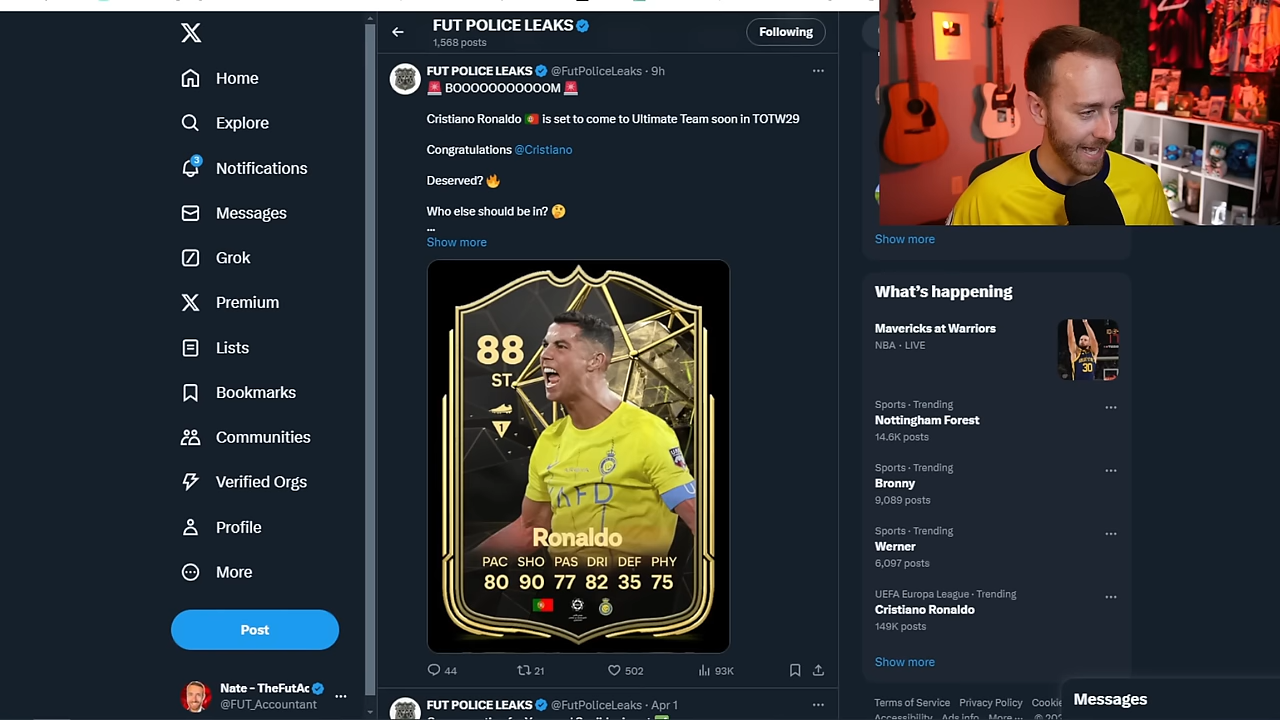 FUT POLICE LEAKS
1,568 posts
Following
Home
Explore
3
Notifications
Messages
Grok
Premium
Lists
Bookmarks
Communities
Verified Orgs
Profile
More
Post
Nate - TheFutAc
@FUT_Accountant
FUT POLICE LEAKS @FutPoliceLeaks · 9h
🚨 BOOOOOOOOOOM 🚨
Cristiano Ronaldo 🇵🇹 is set to come to Ultimate Team soon in TOTW29
Congratulations @Cristiano
Deserved? 🔥
Who else should be in? 🤔
...
Show more
88
ST
1
Ronaldo
PAC SHO PAS DRI DEF PHY
80 90 77 82 35 75
44 21 502 93K
FUT POLICE LEAKS @FutPoliceLeaks · Apr 1
Show more
What's happening
Mavericks at Warriors
NBA · LIVE
30
Sports · Trending
Nottingham Forest
14.6K posts
Sports · Trending
Bronny
9,089 posts
Sports · Trending
Werner
6,097 posts
UEFA Europa League · Trending
Cristiano Ronaldo
149K posts
Show more
Terms of Service Privacy Policy
Messages